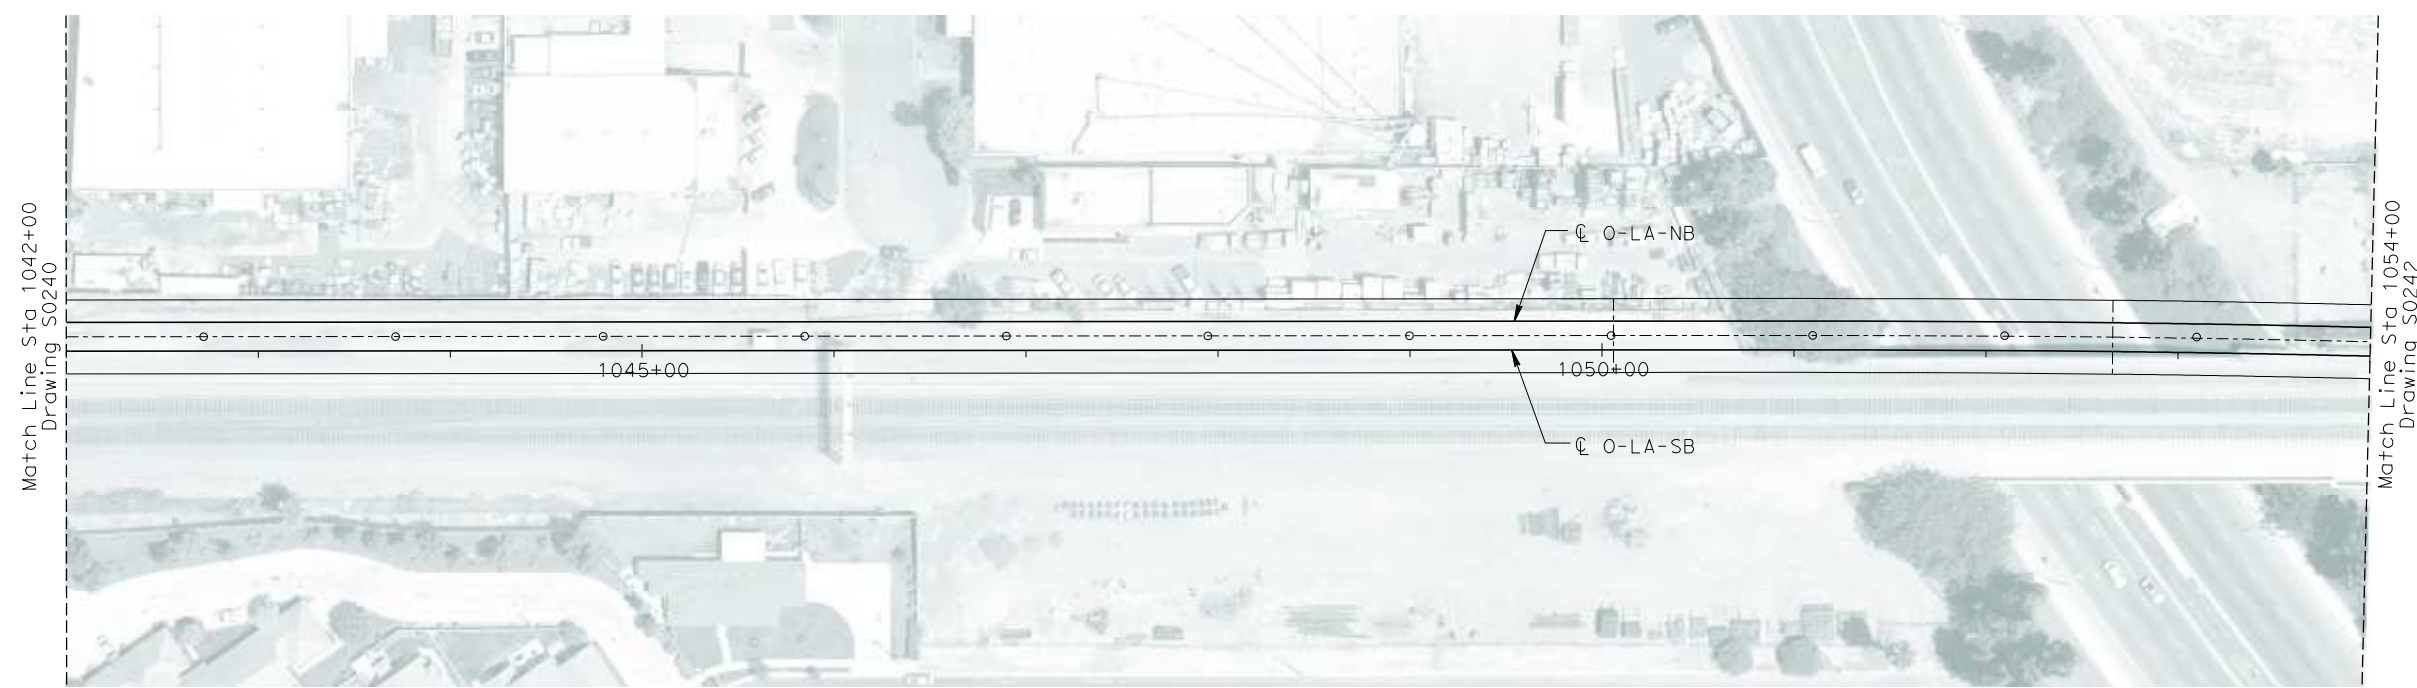 Match Line Sta 1042+00
Drawing S0240
℄ O-LA-NB
1045+00
1050+00
℄ O-LA-SB
Match Line Sta 1054+00
Drawing S0242